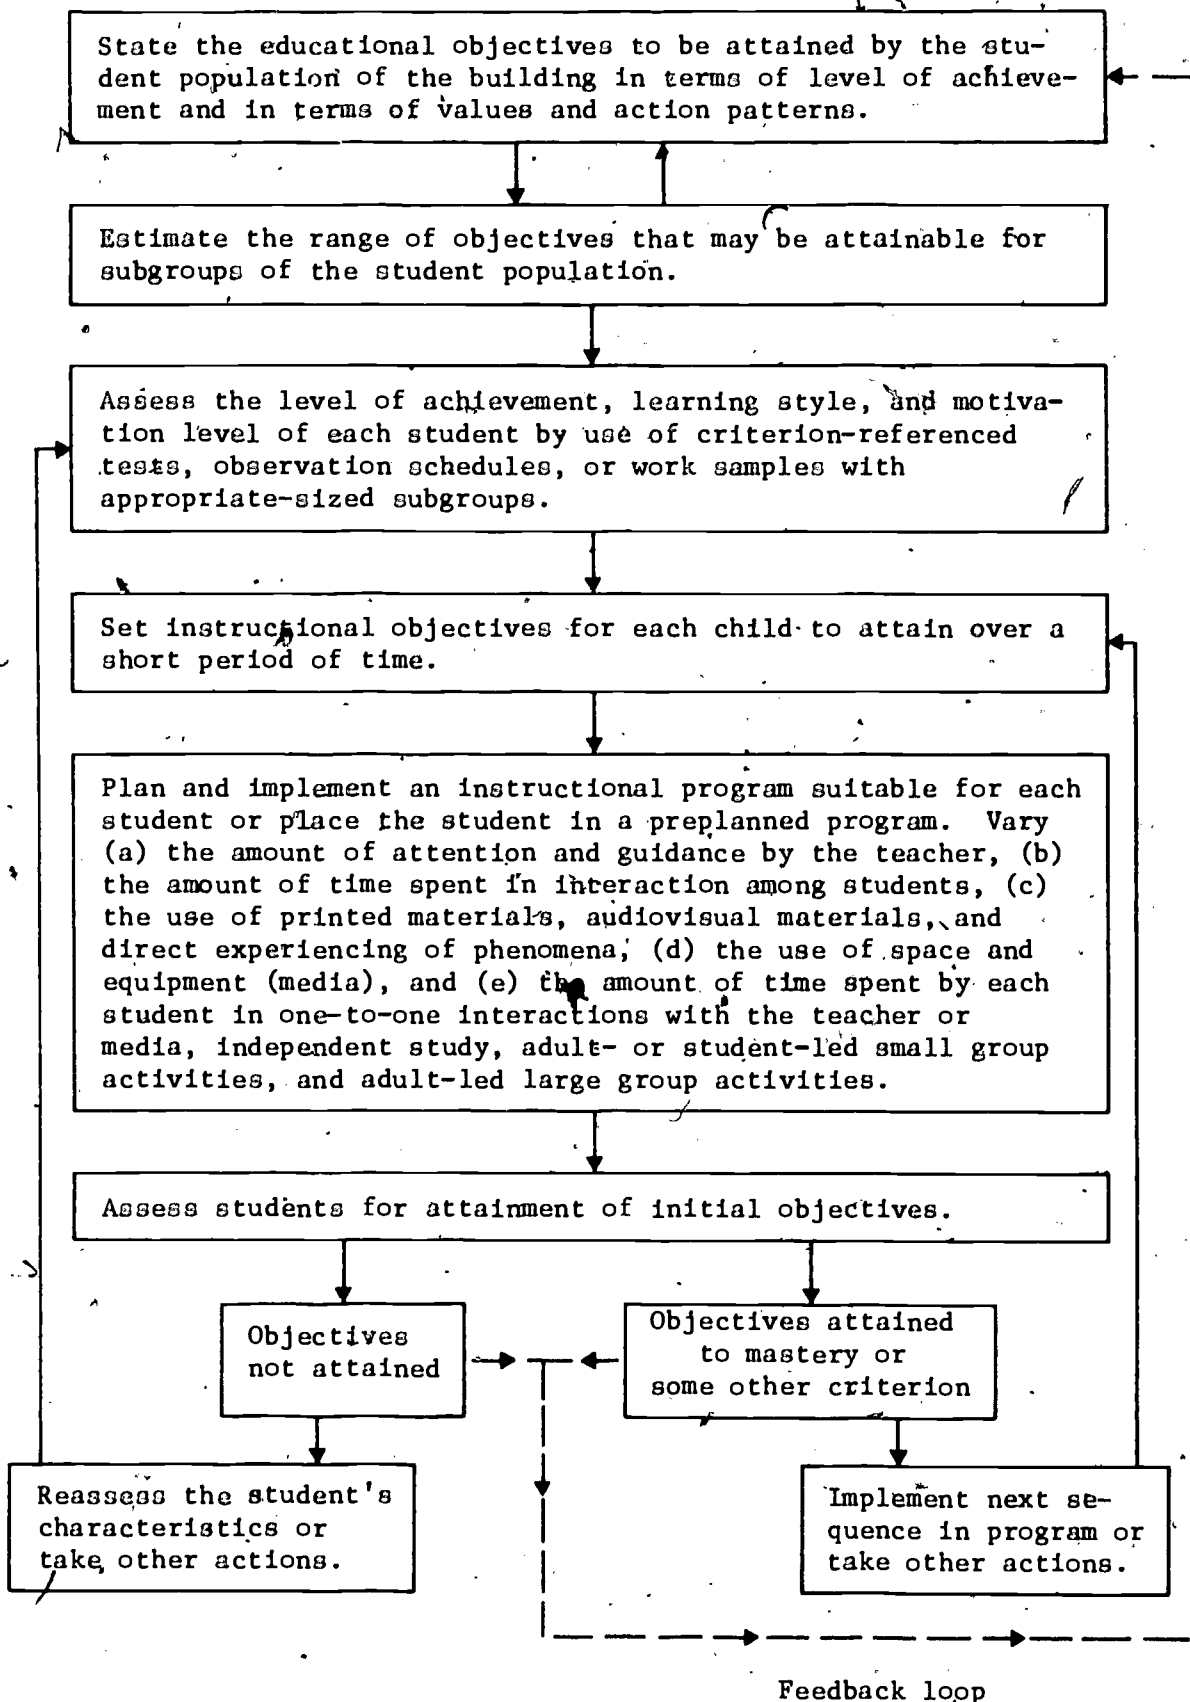 State the educational objectives to be attained by the stu-
dent population of the building in terms of level of achieve-
ment and in terms of values and action patterns.
Estimate the range of objectives that may be attainable for
subgroups of the student population.
Assess the level of achievement, learning style, and motiva-
tion level of each student by use of criterion-referenced
tests, observation schedules, or work samples with
appropriate-sized subgroups.
Set instructional objectives for each child to attain over a
short period of time.
Plan and implement an instructional program suitable for each
student or place the student in a preplanned program. Vary
(a) the amount of attention and guidance by the teacher, (b)
the amount of time spent in interaction among students, (c)
the use of printed materials, audiovisual materials, and
direct experiencing of phenomena, (d) the use of space and
equipment (media), and (e) the amount of time spent by each
student in one-to-one interactions with the teacher or
media, independent study, adult- or student-led small group
activities, and adult-led large group activities.
Assess students for attainment of initial objectives.
Objectives
not attained
Objectives attained
to mastery or
some other criterion
Reassess the student's
characteristics or
take other actions.
Implement next se-
quence in program or
take other actions.
Feedback loop